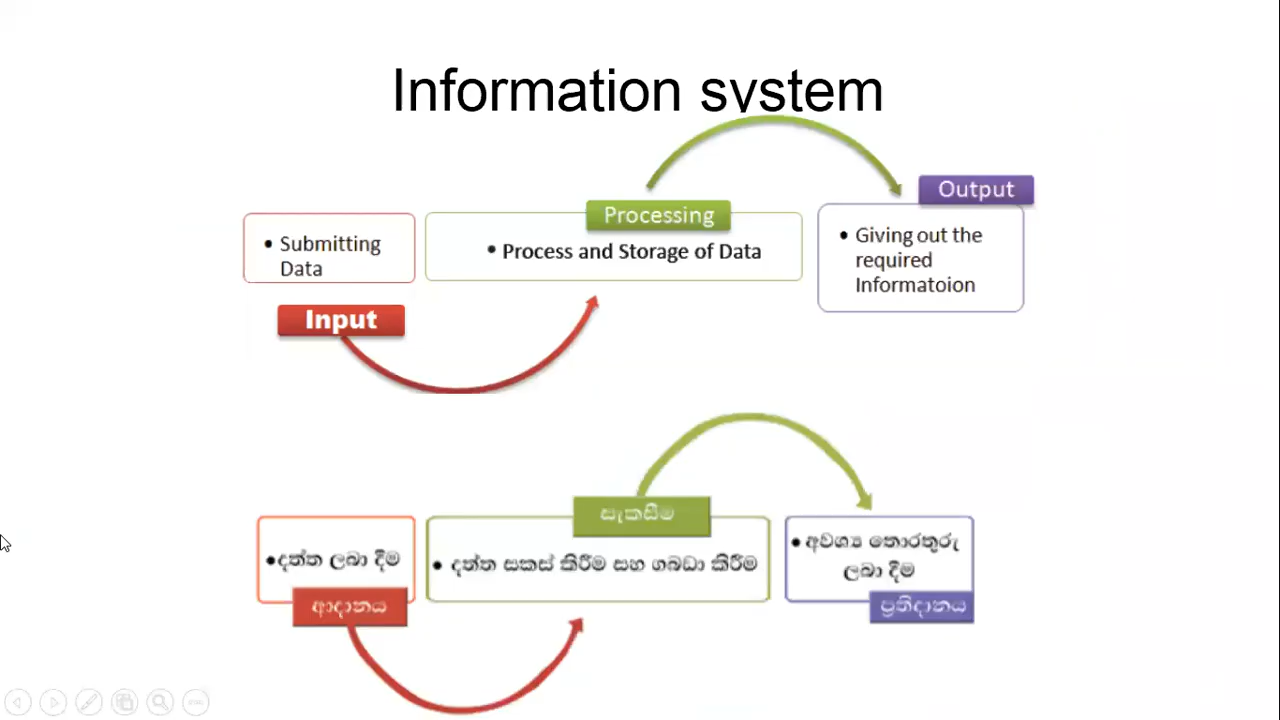 Information system
Output
Processing
• Submitting
Data
• Process and Storage of Data
• Giving out the
required
Informatoion
Input
සැකසීම
•දත්ත ලබා දීම
• දත්ත සකස් කිරීම සහ ගබඩා කිරීම
• අවශ්‍ය තොරතුරු
ලබා දීම
ආදානය
ප්‍රතිදානය